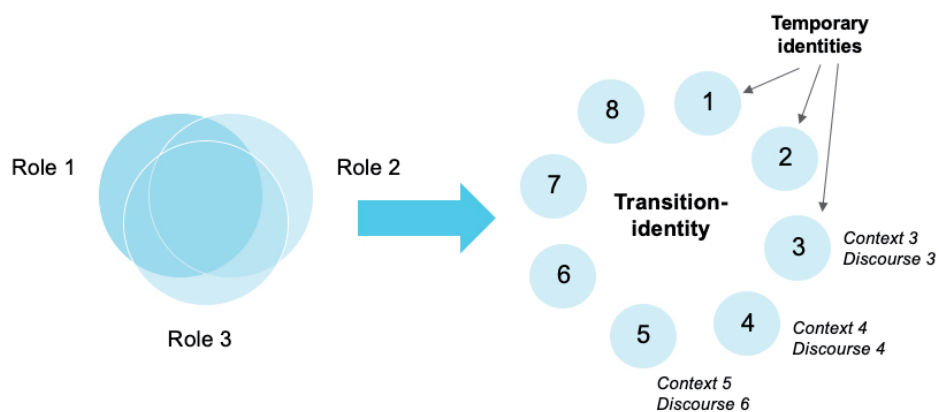 Role 1
Role 2
Role 3
Temporary
identities
Transition-
identity
1
2
3
4
5
6
7
8
Context 3
Discourse 3
Context 4
Discourse 4
Context 5
Discourse 6